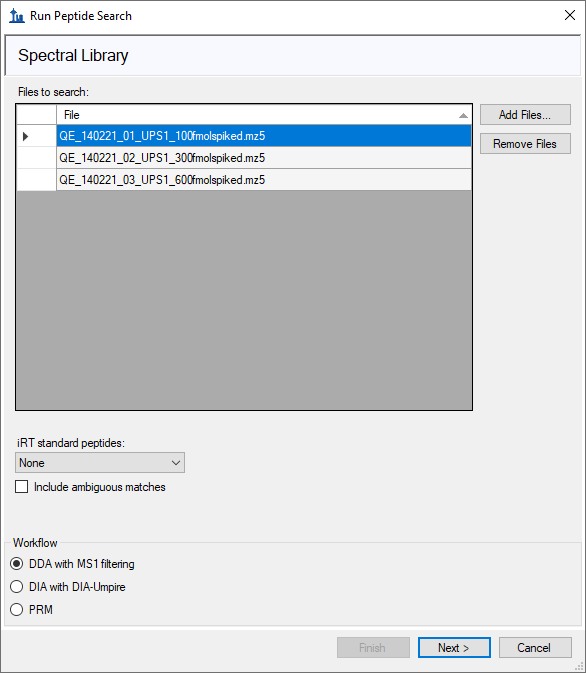 Run Peptide Search
Spectral Library
Files to search:
File
QE_140221_01_UPS1_100fmolspiked.mz5
QE_140221_02_UPS1_300fmolspiked.mz5
QE_140221_03_UPS1_600fmolspiked.mz5
Add Files...
Remove Files
iRT standard peptides:
None
Include ambiguous matches
Workflow
DDA with MS1 filtering
DIA with DIA-Umpire
PRM
Finish
Next >
Cancel